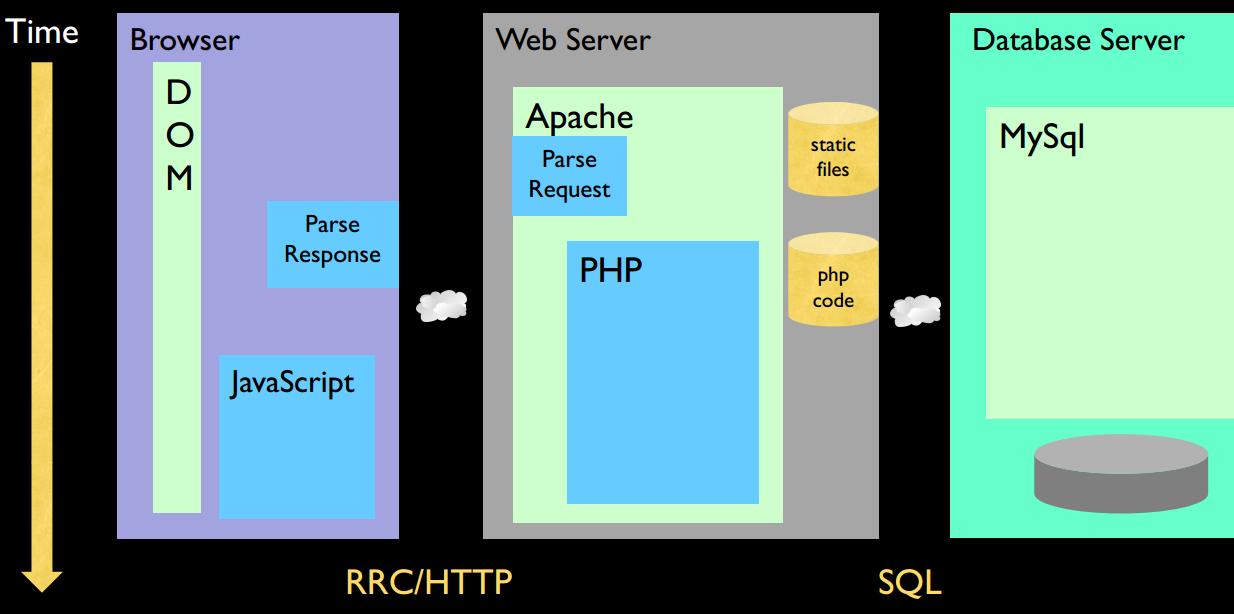 Time
Browser
D
O
M
Parse
Response
JavaScript
Web Server
Apache
Parse
Request
PHP
static
files
php
code
Database Server
MySql
RRC/HTTP
SQL